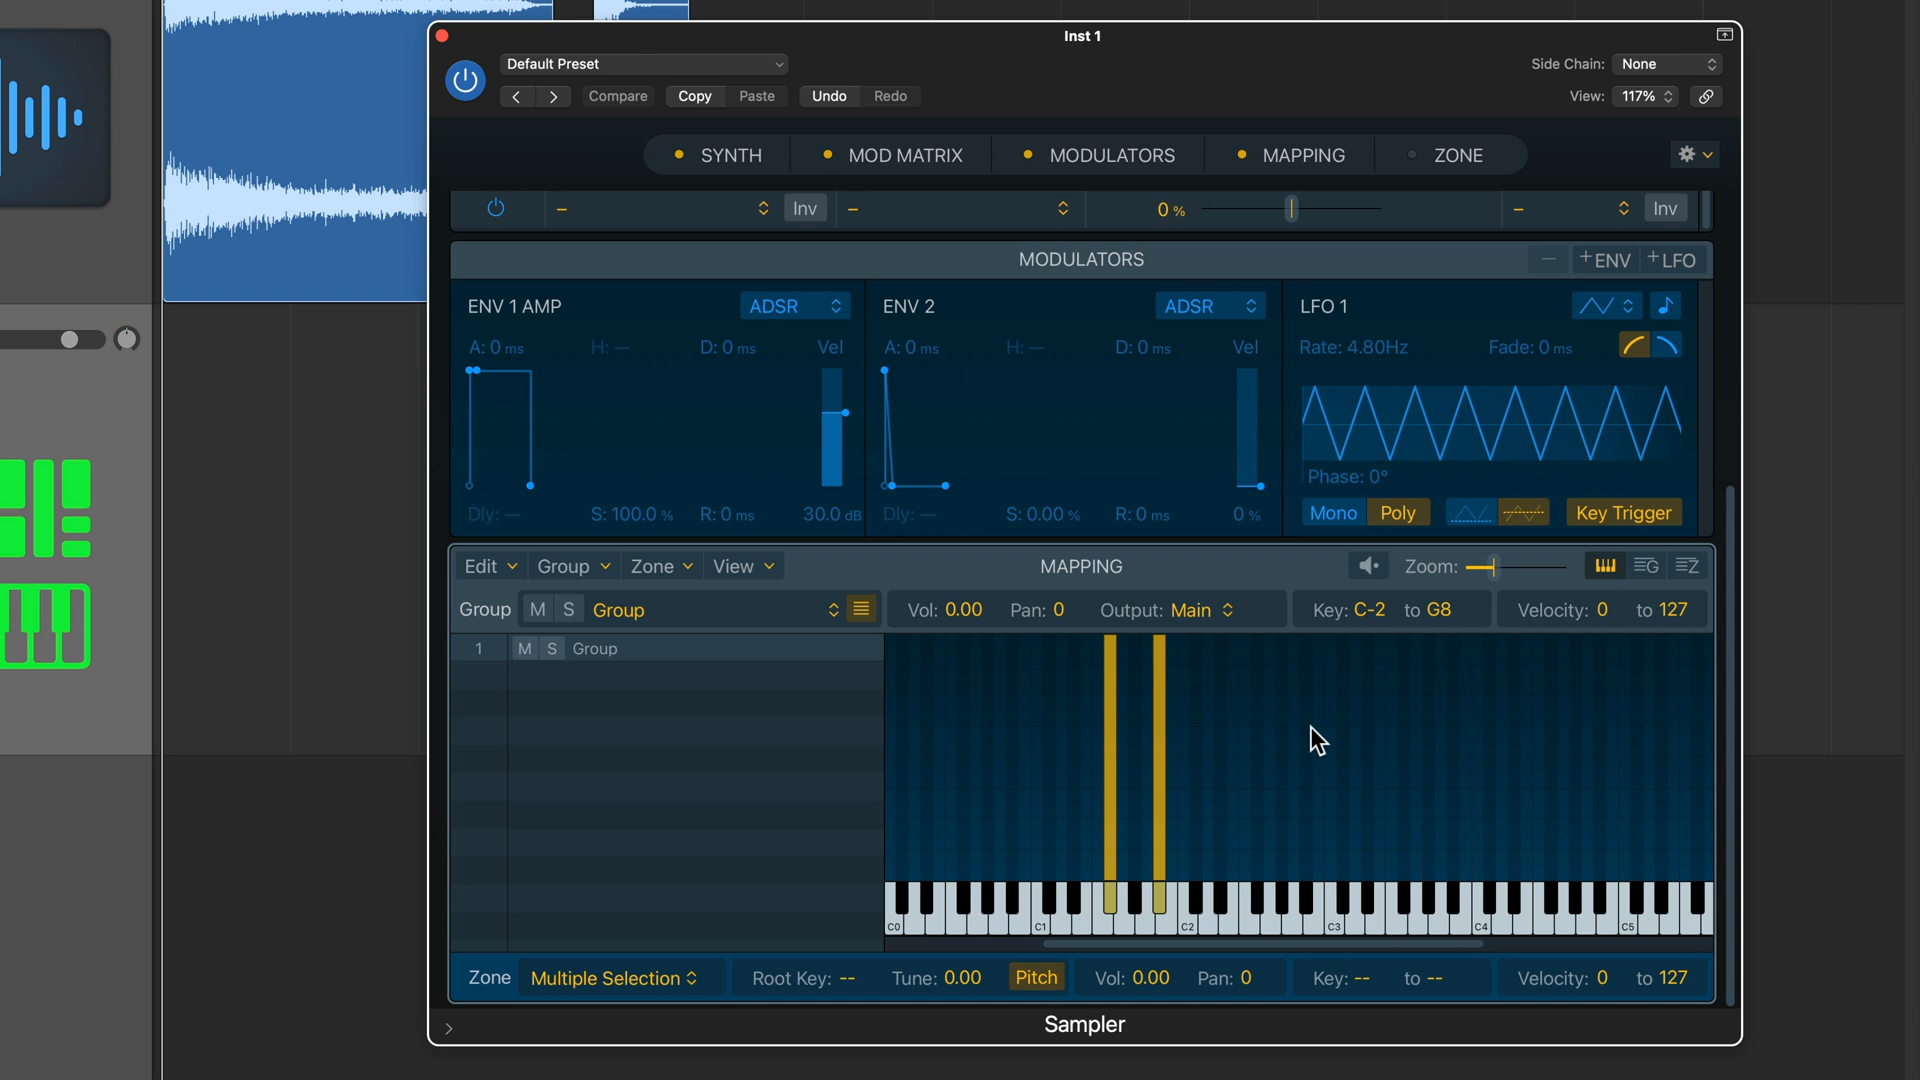 Inst 1
Default Preset
Side Chain: None
Compare Copy Paste Undo Redo
View: 117%
SYNTH MOD MATRIX MODULATORS MAPPING ZONE
– Inv – 0 % – Inv
MODULATORS
+ENV +LFO
ENV 1 AMP ADSR
A: 0 ms H: — D: 0 ms Vel
Dly: — S: 100.0 % R: 0 ms 30.0 dB
ENV 2 ADSR
A: 0 ms H: — D: 0 ms Vel
Dly: — S: 0.00 % R: 0 ms 0 %
LFO 1
Rate: 4.80Hz Fade: 0 ms
Phase: 0°
Mono Poly Key Trigger
Edit Group Zone View MAPPING Zoom:
Group M S Group Vol: 0.00 Pan: 0 Output: Main Key: C-2 to G8 Velocity: 0 to 127
1 M S Group
C0 C1 C2 C3 C4 C5
Zone Multiple Selection Root Key: -- Tune: 0.00 Pitch Vol: 0.00 Pan: 0 Key: -- to -- Velocity: 0 to 127
Sampler